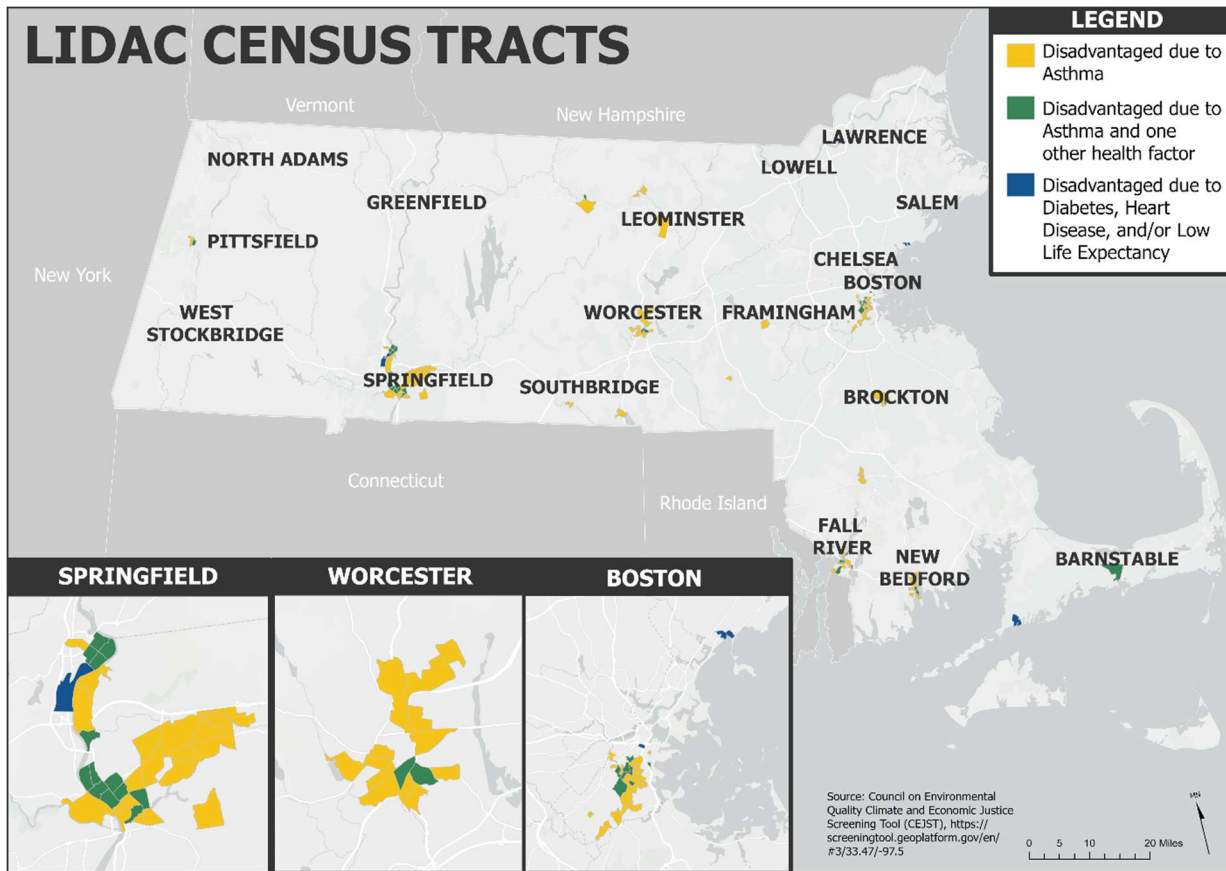 LIDAC CENSUS TRACTS
LEGEND
Disadvantaged due to
Asthma
Disadvantaged due to
Asthma and one
other health factor
Disadvantaged due to
Diabetes, Heart
Disease, and/or Low
Life Expectancy
Vermont
New Hampshire
LAWRENCE
LOWELL
NORTH ADAMS
GREENFIELD
SALEM
LEOMINSTER
PITTSFIELD
New York
CHELSEA
BOSTON
WEST
STOCKBRIDGE
WORCESTER
FRAMINGHAM
SPRINGFIELD
SOUTHBRIDGE
BROCKTON
Connecticut
Rhode Island
FALL
RIVER
NEW
BEDFORD
BARNSTABLE
SPRINGFIELD
WORCESTER
BOSTON
Source: Council on Environmental
Quality Climate and Economic Justice
Screening Tool (CEJST), https://
screeningtool.geoplatform.gov/en/
#3/33.47/-97.5
0 5 10 20 Miles